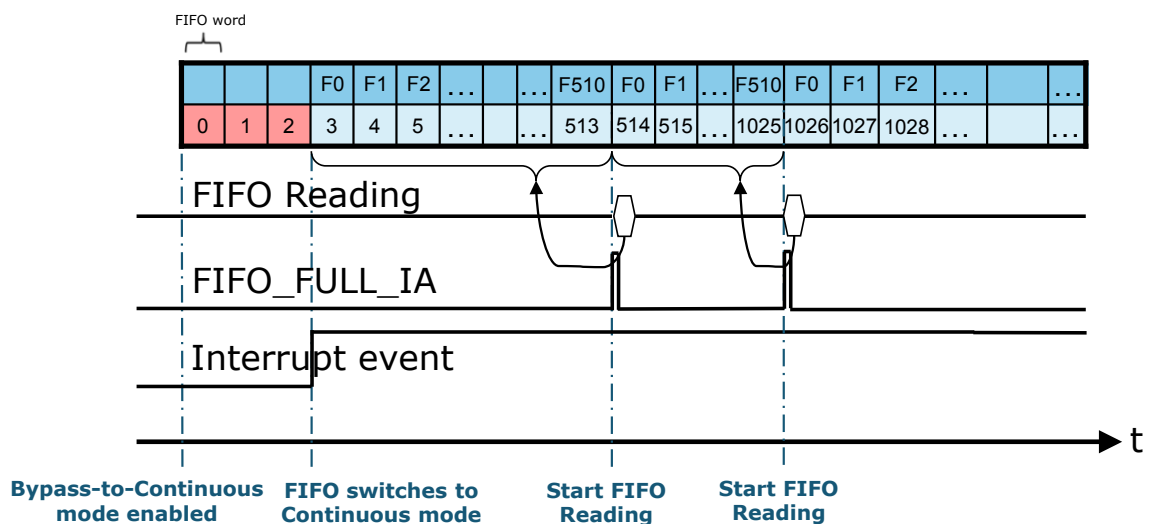 FIFO word
F0 F1 F2 ... ... F510 F0 F1 ... F510 F0 F1 F2 ... ...
0 1 2 3 4 5 ... ... 513 514 515 ... 1025 1026 1027 1028 ... ...
FIFO Reading
FIFO_FULL_IA
Interrupt event
t
Bypass-to-Continuous
mode enabled
FIFO switches to
Continuous mode
Start FIFO
Reading
Start FIFO
Reading